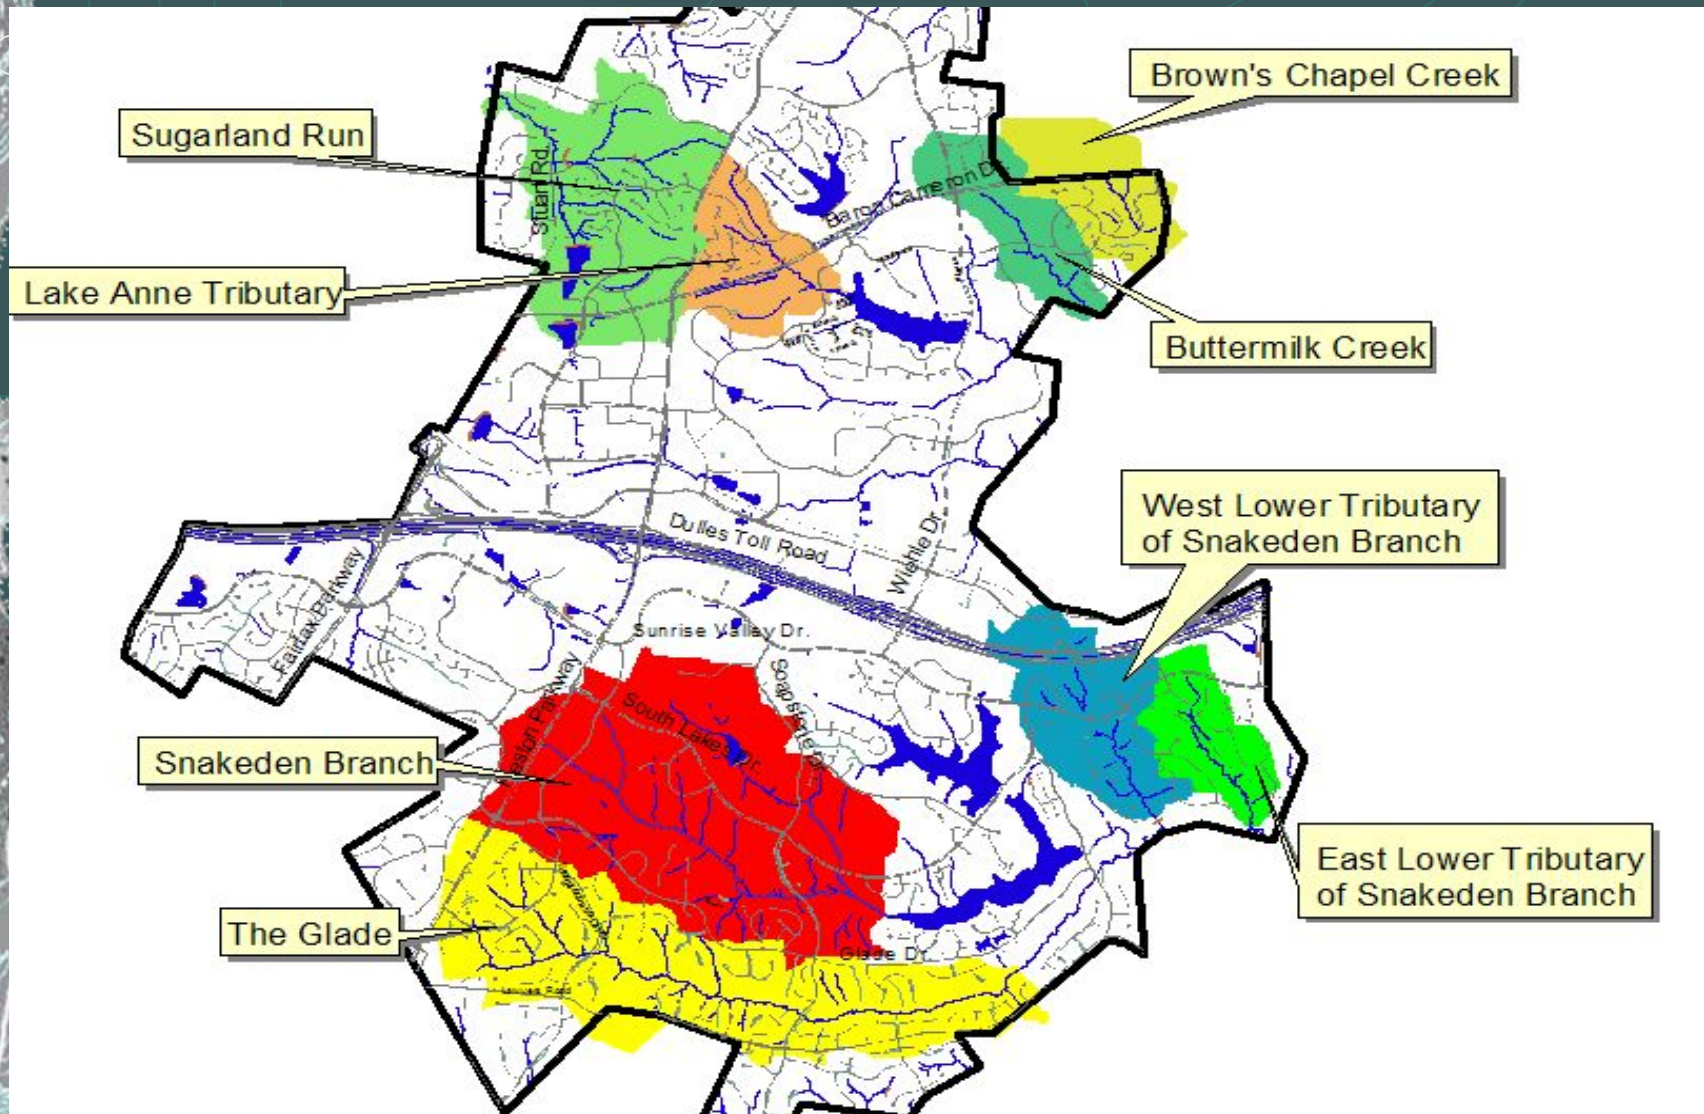 Brown's Chapel Creek
Sugarland Run
Stuart Rd.
Baron Cameron Dr
Lake Anne Tributary
Buttermilk Creek
West Lower Tributary
of Snakeden Branch
Dulles Toll Road
Wiehle Dr.
Fairfax Parkway
Sunrise Valley Dr.
Reston Parkway
South Lakes Dr.
Soapstone Dr.
Snakeden Branch
East Lower Tributary
of Snakeden Branch
The Glade
Glade Dr.